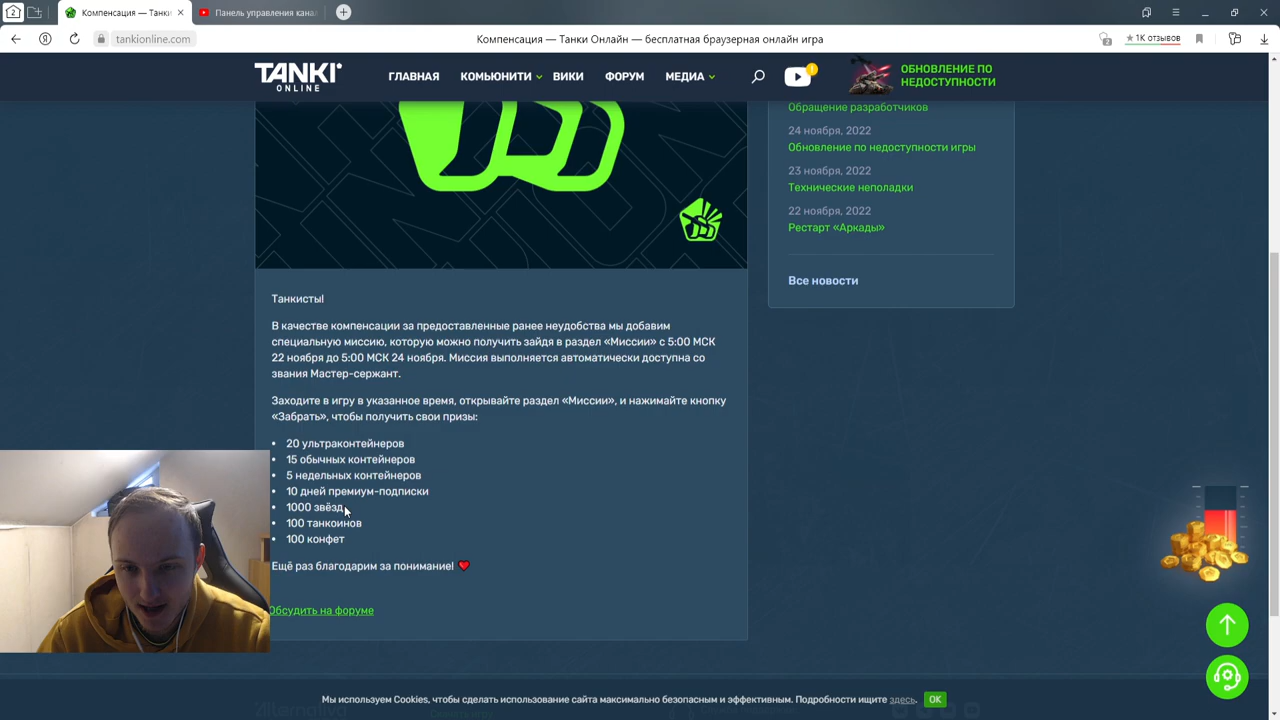 2
Компенсация — Танки
Панель управления кана
tankionline.com
Компенсация — Танки Онлайн — бесплатная браузерная онлайн игра
1К отзывов
TANKI
ONLINE
ГЛАВНАЯ
КОМЬЮНИТИ
ВИКИ
ФОРУМ
МЕДИА
ОБНОВЛЕНИЕ ПО
НЕДОСТУПНОСТИ
Обращение разработчиков
24 ноября, 2022
Обновление по недоступности игры
23 ноября, 2022
Технические неполадки
22 ноября, 2022
Рестарт «Аркады»
Все новости
Танкисты!
В качестве компенсации за предоставленные ранее неудобства мы добавим
специальную миссию, которую можно получить зайдя в раздел «Миссии» с 5:00 МСК
22 ноября до 5:00 МСК 24 ноября. Миссия выполняется автоматически доступна со
звания Мастер-сержант.
Заходите в игру в указанное время, открывайте раздел «Миссии», и нажимайте кнопку
«Забрать», чтобы получить свои призы:
• 20 ультраконтейнеров
• 15 обычных контейнеров
• 5 недельных контейнеров
• 10 дней премиум-подписки
• 1000 звёзд
• 100 танкоинов
• 100 конфет
Ещё раз благодарим за понимание! ❤
Обсудить на форуме
Мы используем Cookies, чтобы сделать использование сайта максимально безопасным и эффективным. Подробности ищите здесь.
OK